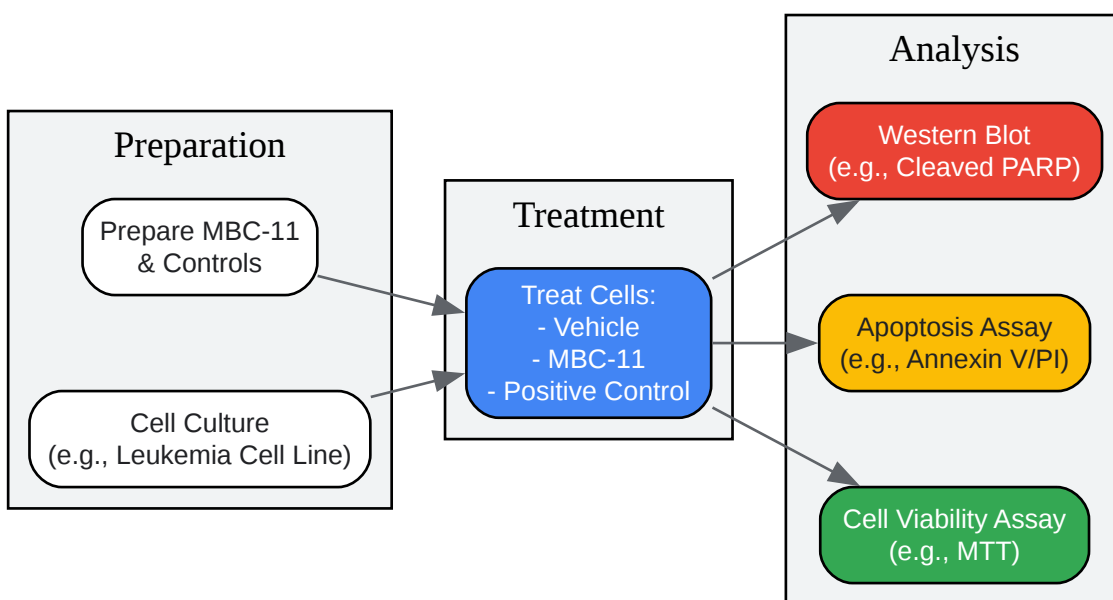 Preparation
Prepare MBC-11
& Controls
Cell Culture
(e.g., Leukemia Cell Line)
Treatment
Treat Cells:
- Vehicle
- MBC-11
- Positive Control
Analysis
Western Blot
(e.g., Cleaved PARP)
Apoptosis Assay
(e.g., Annexin V/PI)
Cell Viability Assay
(e.g., MTT)